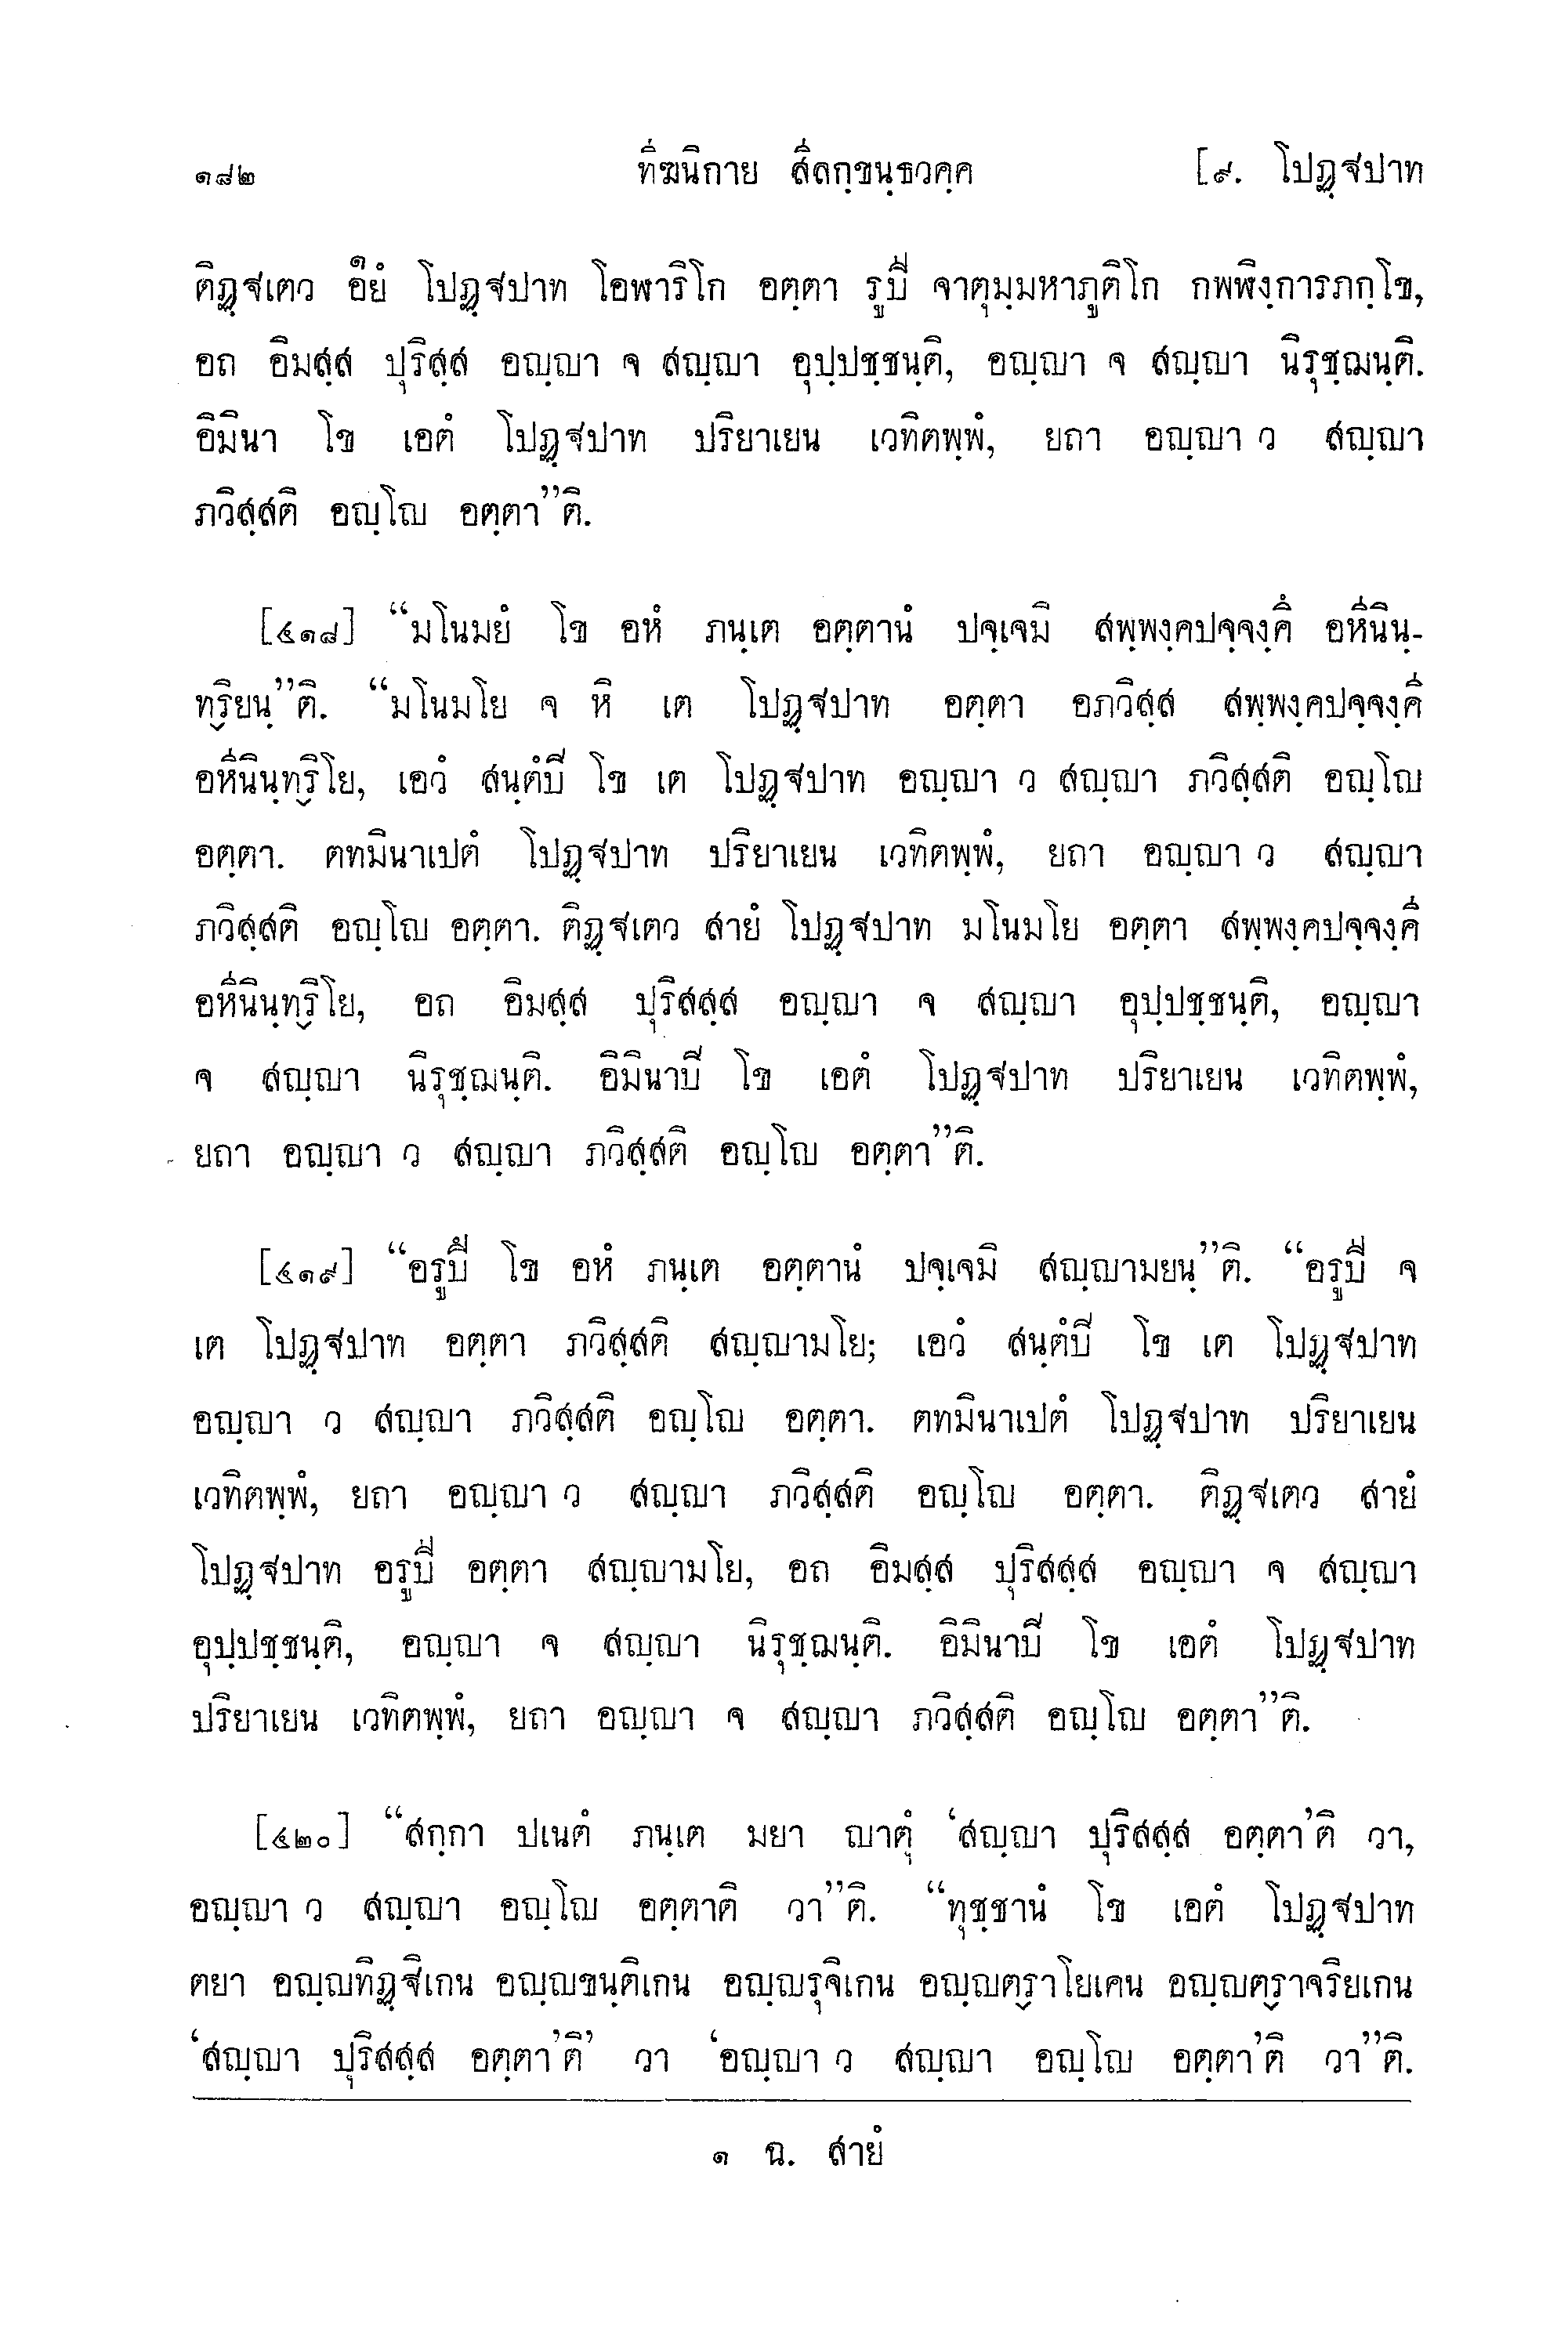 ๑๘๒ ทีฆนิกาย สีลกฺขนฺธวคฺค [๙. โปฏฺฐปาท
ติฏฺฐเตว อ๑ยํ โปฏฺฐปาท โอฬาริโก อตฺตา รูปี จาตุมฺมหาภูติโก กพพิงฺการภกฺโข,
อถ อิมสฺส ปุริสฺส อญฺญา จ สญฺญา อุปฺปชฺชนฺติ, อญฺญา จ สญฺญา นิรุชฺฌนฺติ.
อิมินา โข เอตํ โปฏฺฐปาท ปริยาเยน เวทิตพฺพํ, ยถา อญฺญา ว สญฺญา
ภวิสฺสติ อญฺโญ อตฺตา”ติ.
[๔๑๘] “มโนมยํ โข อหํ ภนฺเต อตฺตานํ ปจฺเจมิ สพฺพงฺคปจฺจงฺคึ อหีนินฺ-
ทฺริยนฺ”ติ. “มโนมโย จ หิ เต โปฏฺฐปาท อตฺตา อภวิสฺส สพฺพงฺคปจฺจงฺคี
อหีนินฺทฺริโย, เอวํ สนฺตํปี โข เต โปฏฺฐปาท อญฺญา ว สญฺญา ภวิสฺสติ อญฺโญ
อตฺตา. ตทมินาเปตํ โปฏฺฐปาท ปริยาเยน เวทิตพฺพํ, ยถา อญฺญา ว สญฺญา
ภวิสฺสติ อญฺโญ อตฺตา. ติฏฺฐเตว สายํ โปฏฺฐปาท มโนมโย อตฺตา สพฺพงฺคปจฺจงฺคี
อหีนินฺทฺริโย, อถ อิมสฺส ปุริสสฺส อญฺญา จ สญฺญา อุปฺปชฺชนฺติ, อญฺญา
จ สญฺญา นิรุชฺฌนฺติ. อิมินาปี โข เอตํ โปฏฺฐปาท ปริยาเยน เวทิตพฺพํ,
ยถา อญฺญา ว สญฺญา ภวิสฺสติ อญฺโญ อตฺตา”ติ.
[๔๑๙] “อรูปึ โข อหํ ภนฺเต อตฺตานํ ปจฺเจมิ สญฺญามยนฺ”ติ. “อรูปี จ
เต โปฏฺฐปาท อตฺตา ภวิสฺสติ สญฺญามโย; เอวํ สนฺตํปี โข เต โปฏฺฐปาท
อญฺญา ว สญฺญา ภวิสฺสติ อญฺโญ อตฺตา. ตทมินาเปตํ โปฏฺฐปาท ปริยาเยน
เวทิตพฺพํ, ยถา อญฺญา ว สญฺญา ภวิสฺสติ อญฺโญ อตฺตา. ติฏฺฐเตว สายํ
โปฏฺฐปาท อรูปี อตฺตา สญฺญามโย, อถ อิมสฺส ปุริสสฺส อญฺญา จ สญฺญา
อุปฺปชฺชนฺติ, อญฺญา จ สญฺญา นิรุชฺฌนฺติ. อิมินาปี โข เอตํ โปฏฺฐปาท
ปริยาเยน เวทิตพฺพํ, ยถา อญฺญา จ สญฺญา ภวิสฺสติ อญฺโญ อตฺตา”ติ.
[๔๒๐] “สกฺกา ปเนตํ ภนฺเต มยา ญาตุํ ‘สญฺญา ปุริสสฺส อตฺตา’ติ วา,
อญฺญา ว สญฺญา อญฺโญ อตฺตาติ วา”ติ. “ทุชฺชานํ โข เอตํ โปฏฺฐปาท
ตยา อญฺญทิฏฺฐิเกน อญฺญขนฺติเกน อญฺญรุจิเกน อญฺญตฺราโยเคน อญฺญตฺราจริยเกน
‘สญฺญา ปุริสสฺส อตฺตา’ติ’ วา ‘อญฺญา ว สญฺญา อญฺโญ อตฺตา’ติ วา”ติ.
๑ ฉ. สายํ